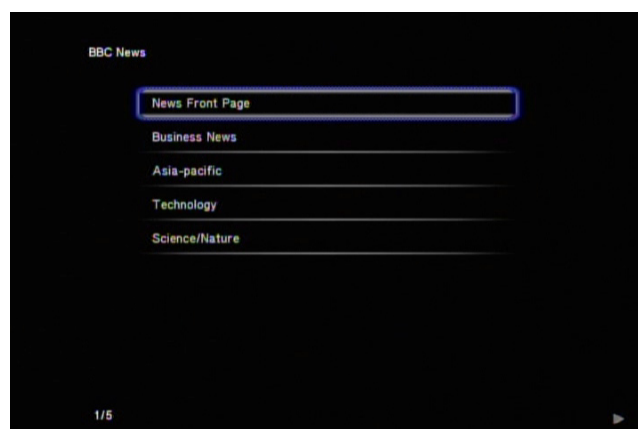 BBC News
News Front Page
Business News
Asia-pacific
Technology
Science/Nature
1/5